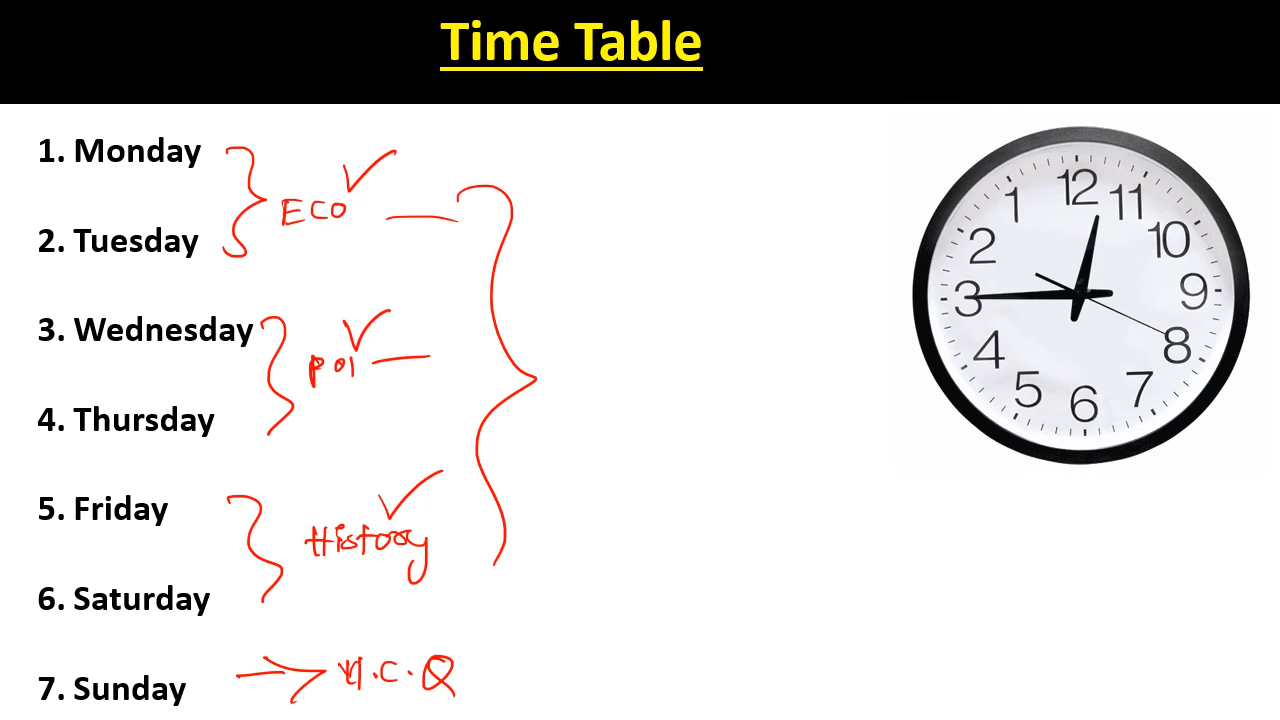 Time Table
1. Monday
ECO
2. Tuesday
3. Wednesday
pol
4. Thursday
5. Friday
History
6. Saturday
7. Sunday M.C.Q
12
11
10
9
8
7
6
5
4
3
2
1